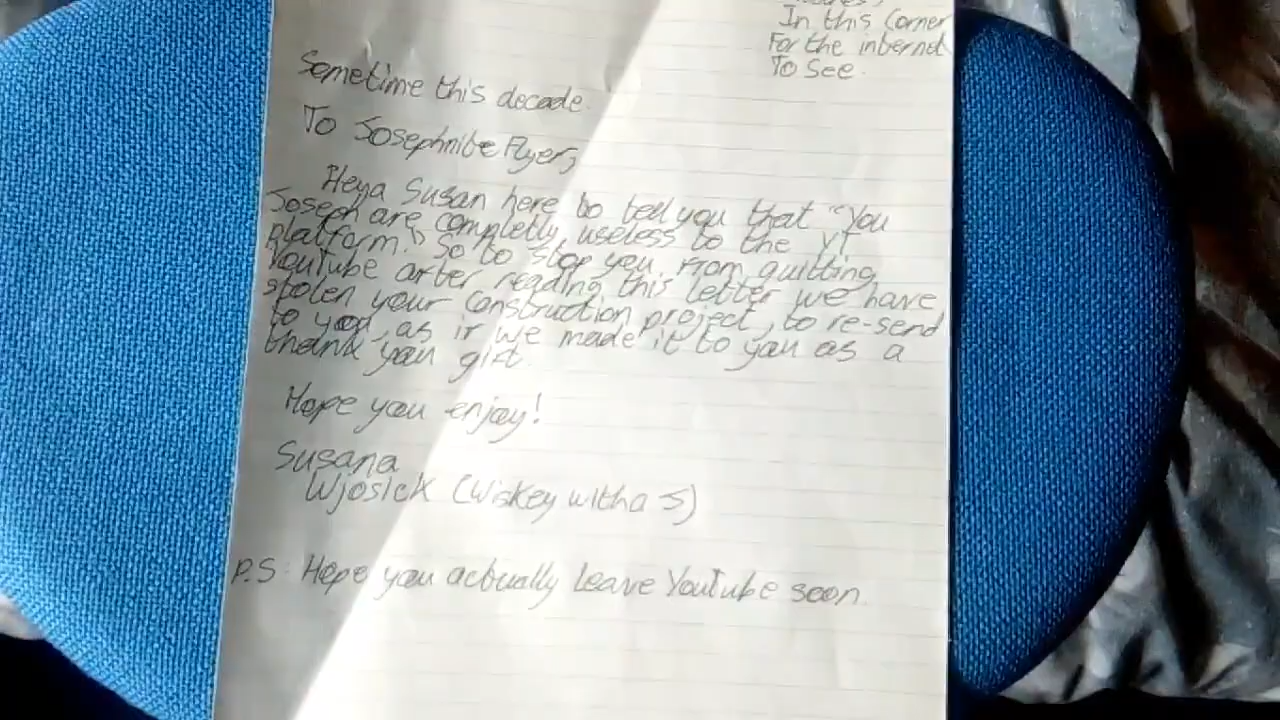 In this Corner
For the internet
To See.
Sometime this decade.
To Josephnite Flyer,
Heya Susan here to tell you that "You
Joseph are completly useless to the YT
platform." So to stop you from quitting
YouTube arter reading this letter we have
stolen your construction project, to re-send
to you, as if we made it to you as a
thank you gift.
Hope you enjoy!
Susana
Wjosick (Wiskey with a J)
P.S: Hope you actually leave YouTube soon.